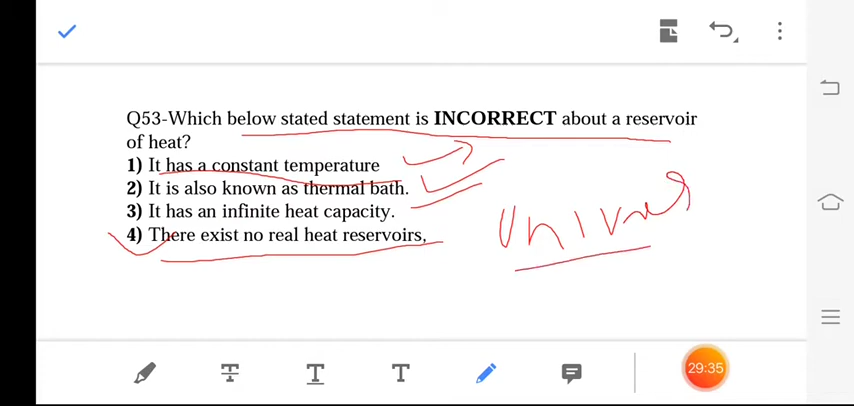 Q53-Which below stated statement is INCORRECT about a reservoir
of heat?
1) It has a constant temperature
2) It is also known as thermal bath.
3) It has an infinite heat capacity.
4) There exist no real heat reservoirs,
T
T
T
29:35